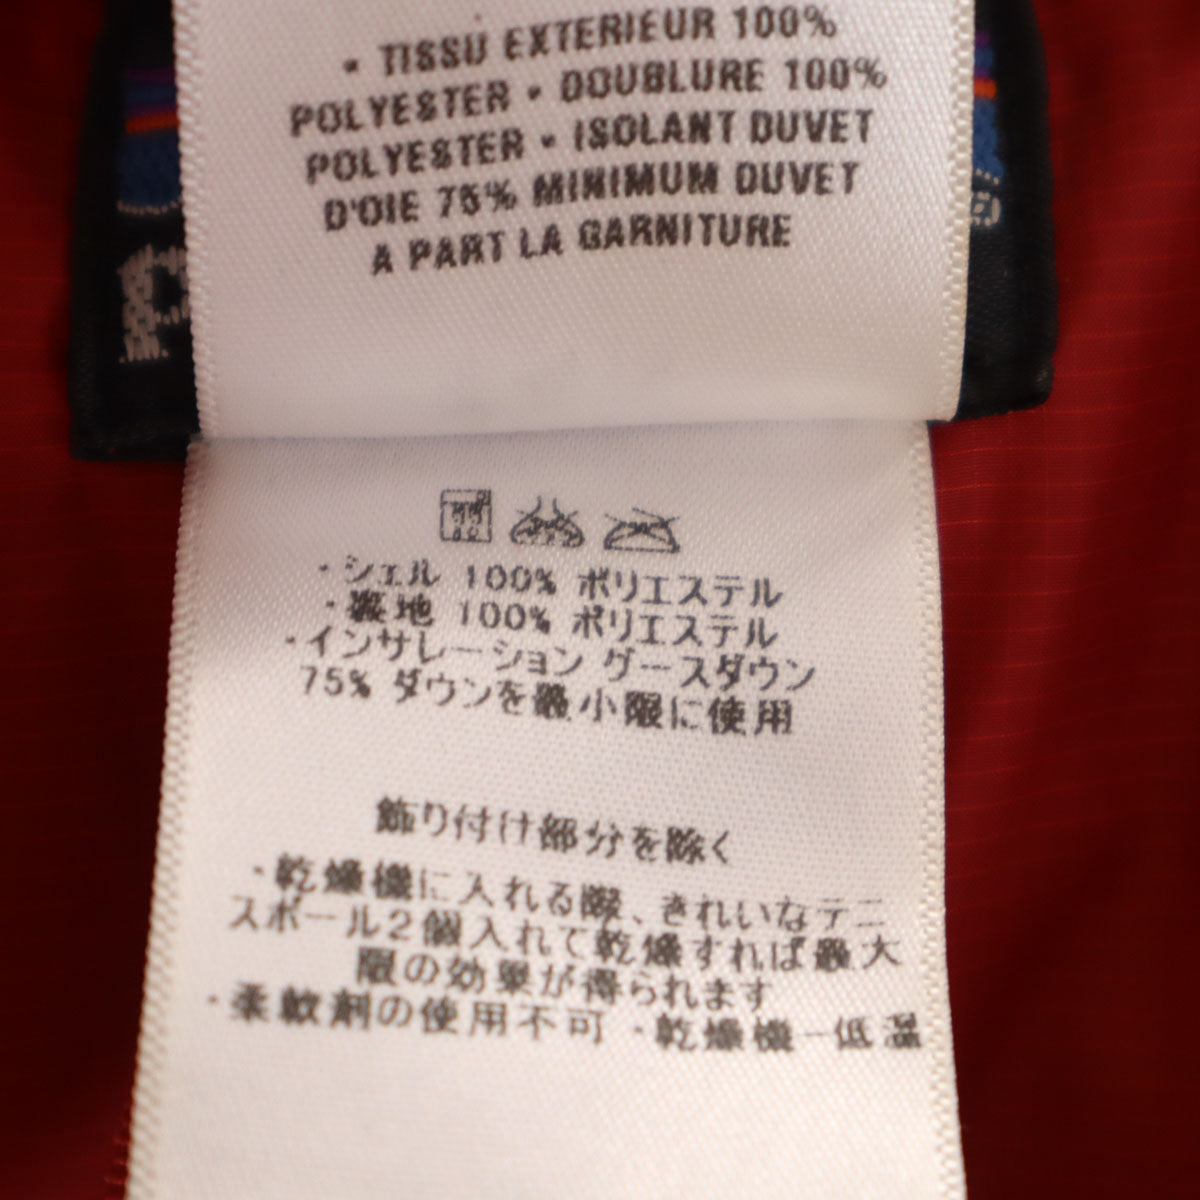 • TISSU EXTERIEUR 100%
POLYESTER • DOUBLURE 100%
POLYESTER • ISOLANT DUVET
D'OIE 75% MINIMUM DUVET
A PART LA GARNITURE
・シェル 100% ポリエステル
・裏地 100% ポリエステル
・インサレーション グースダウン
75% ダウンを最小限に使用
飾り付け部分を除く
・乾燥機に入れる際、きれいなテニ
スボール2個入れて乾燥すれば最大
限の効果が得られます
・柔軟剤の使用不可 ・乾燥機ー低温